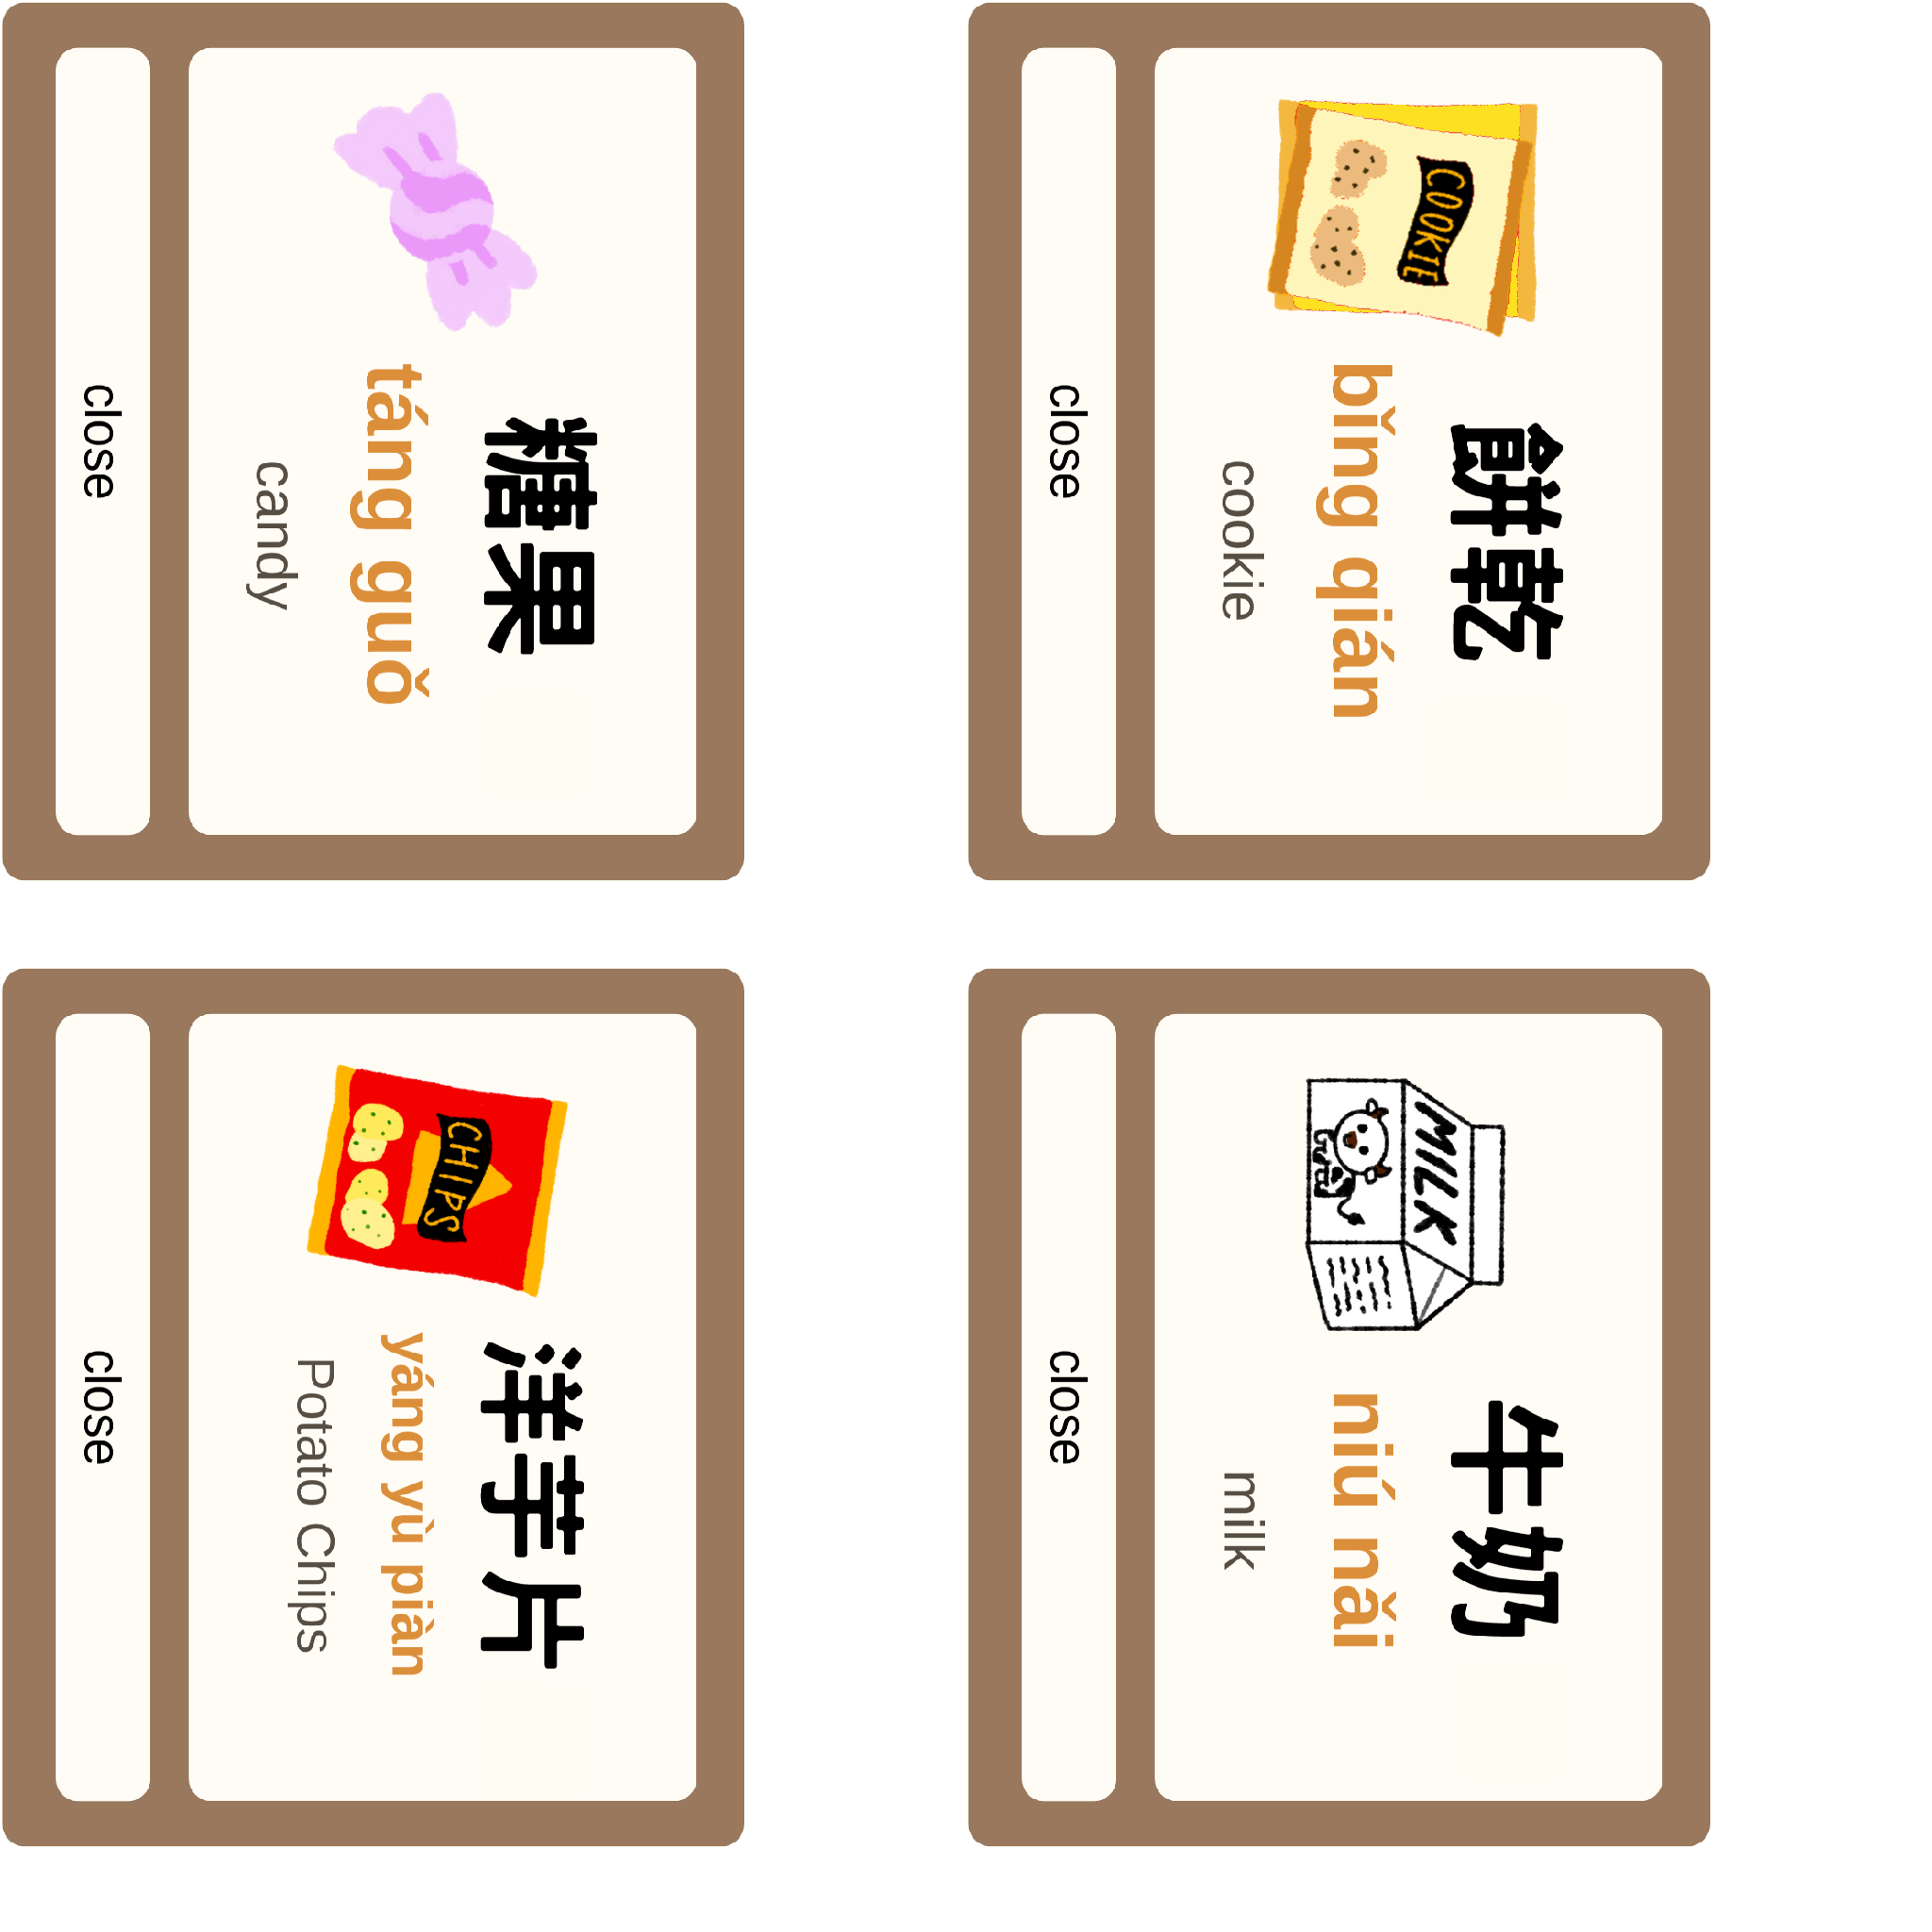 COOKIE
餅乾
bǐng qián
cookie
close
MILK
牛奶
niú nǎi
milk
close
糖果
táng guǒ
candy
close
CHIPS
洋芋片
yáng yù piàn
Potato Chips
close